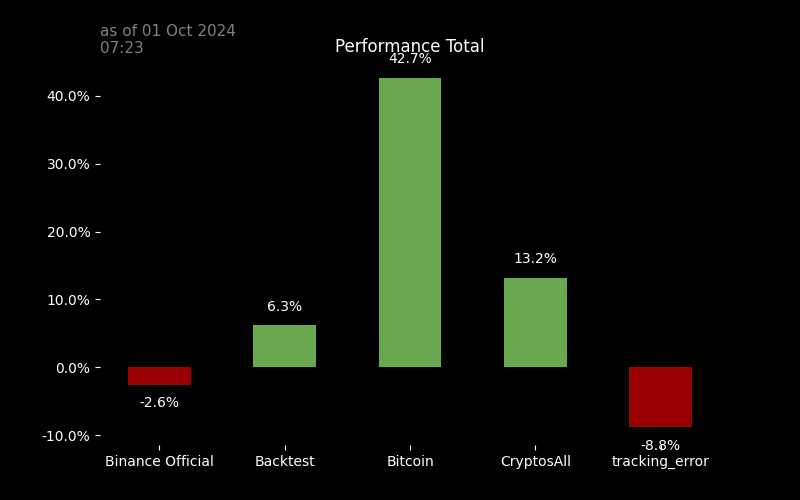 as of 01 Oct 2024
07:23
Performance Total
42.7%
40.0%
30.0%
20.0%
13.2%
10.0%
6.3%
0.0%
-2.6%
-10.0%
-8.8%
Binance Official
Backtest
Bitcoin
CryptosAll
tracking_error